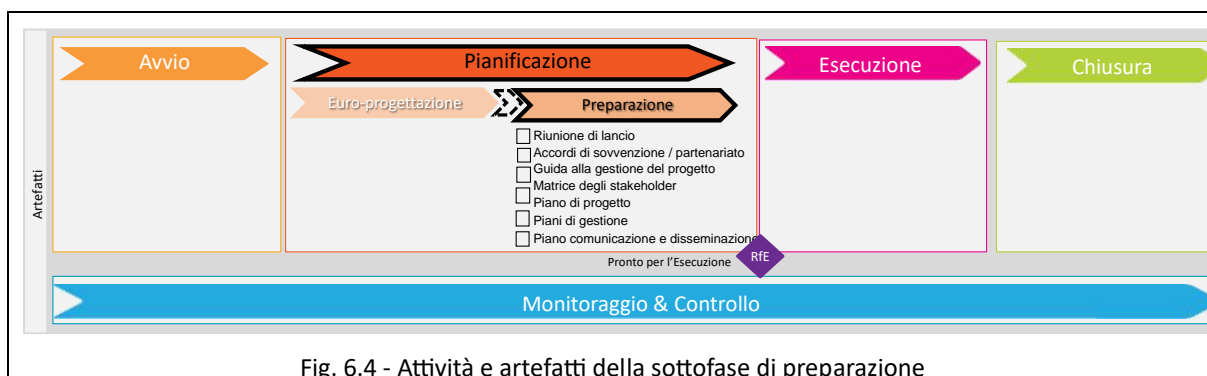 Artefatti
Avvio
Pianificazione
Esecuzione
Chiusura
Euro-progettazione
Preparazione
Riunione di lancio
Accordi di sovvenzione / partenariato
Guida alla gestione del progetto
Matrice degli stakeholder
Piano di progetto
Piani di gestione
Piano comunicazione e disseminazione
Pronto per l'Esecuzione
RfE
Monitoraggio & Controllo
Fig. 6.4 - Attività e artefatti della sottofase di preparazione